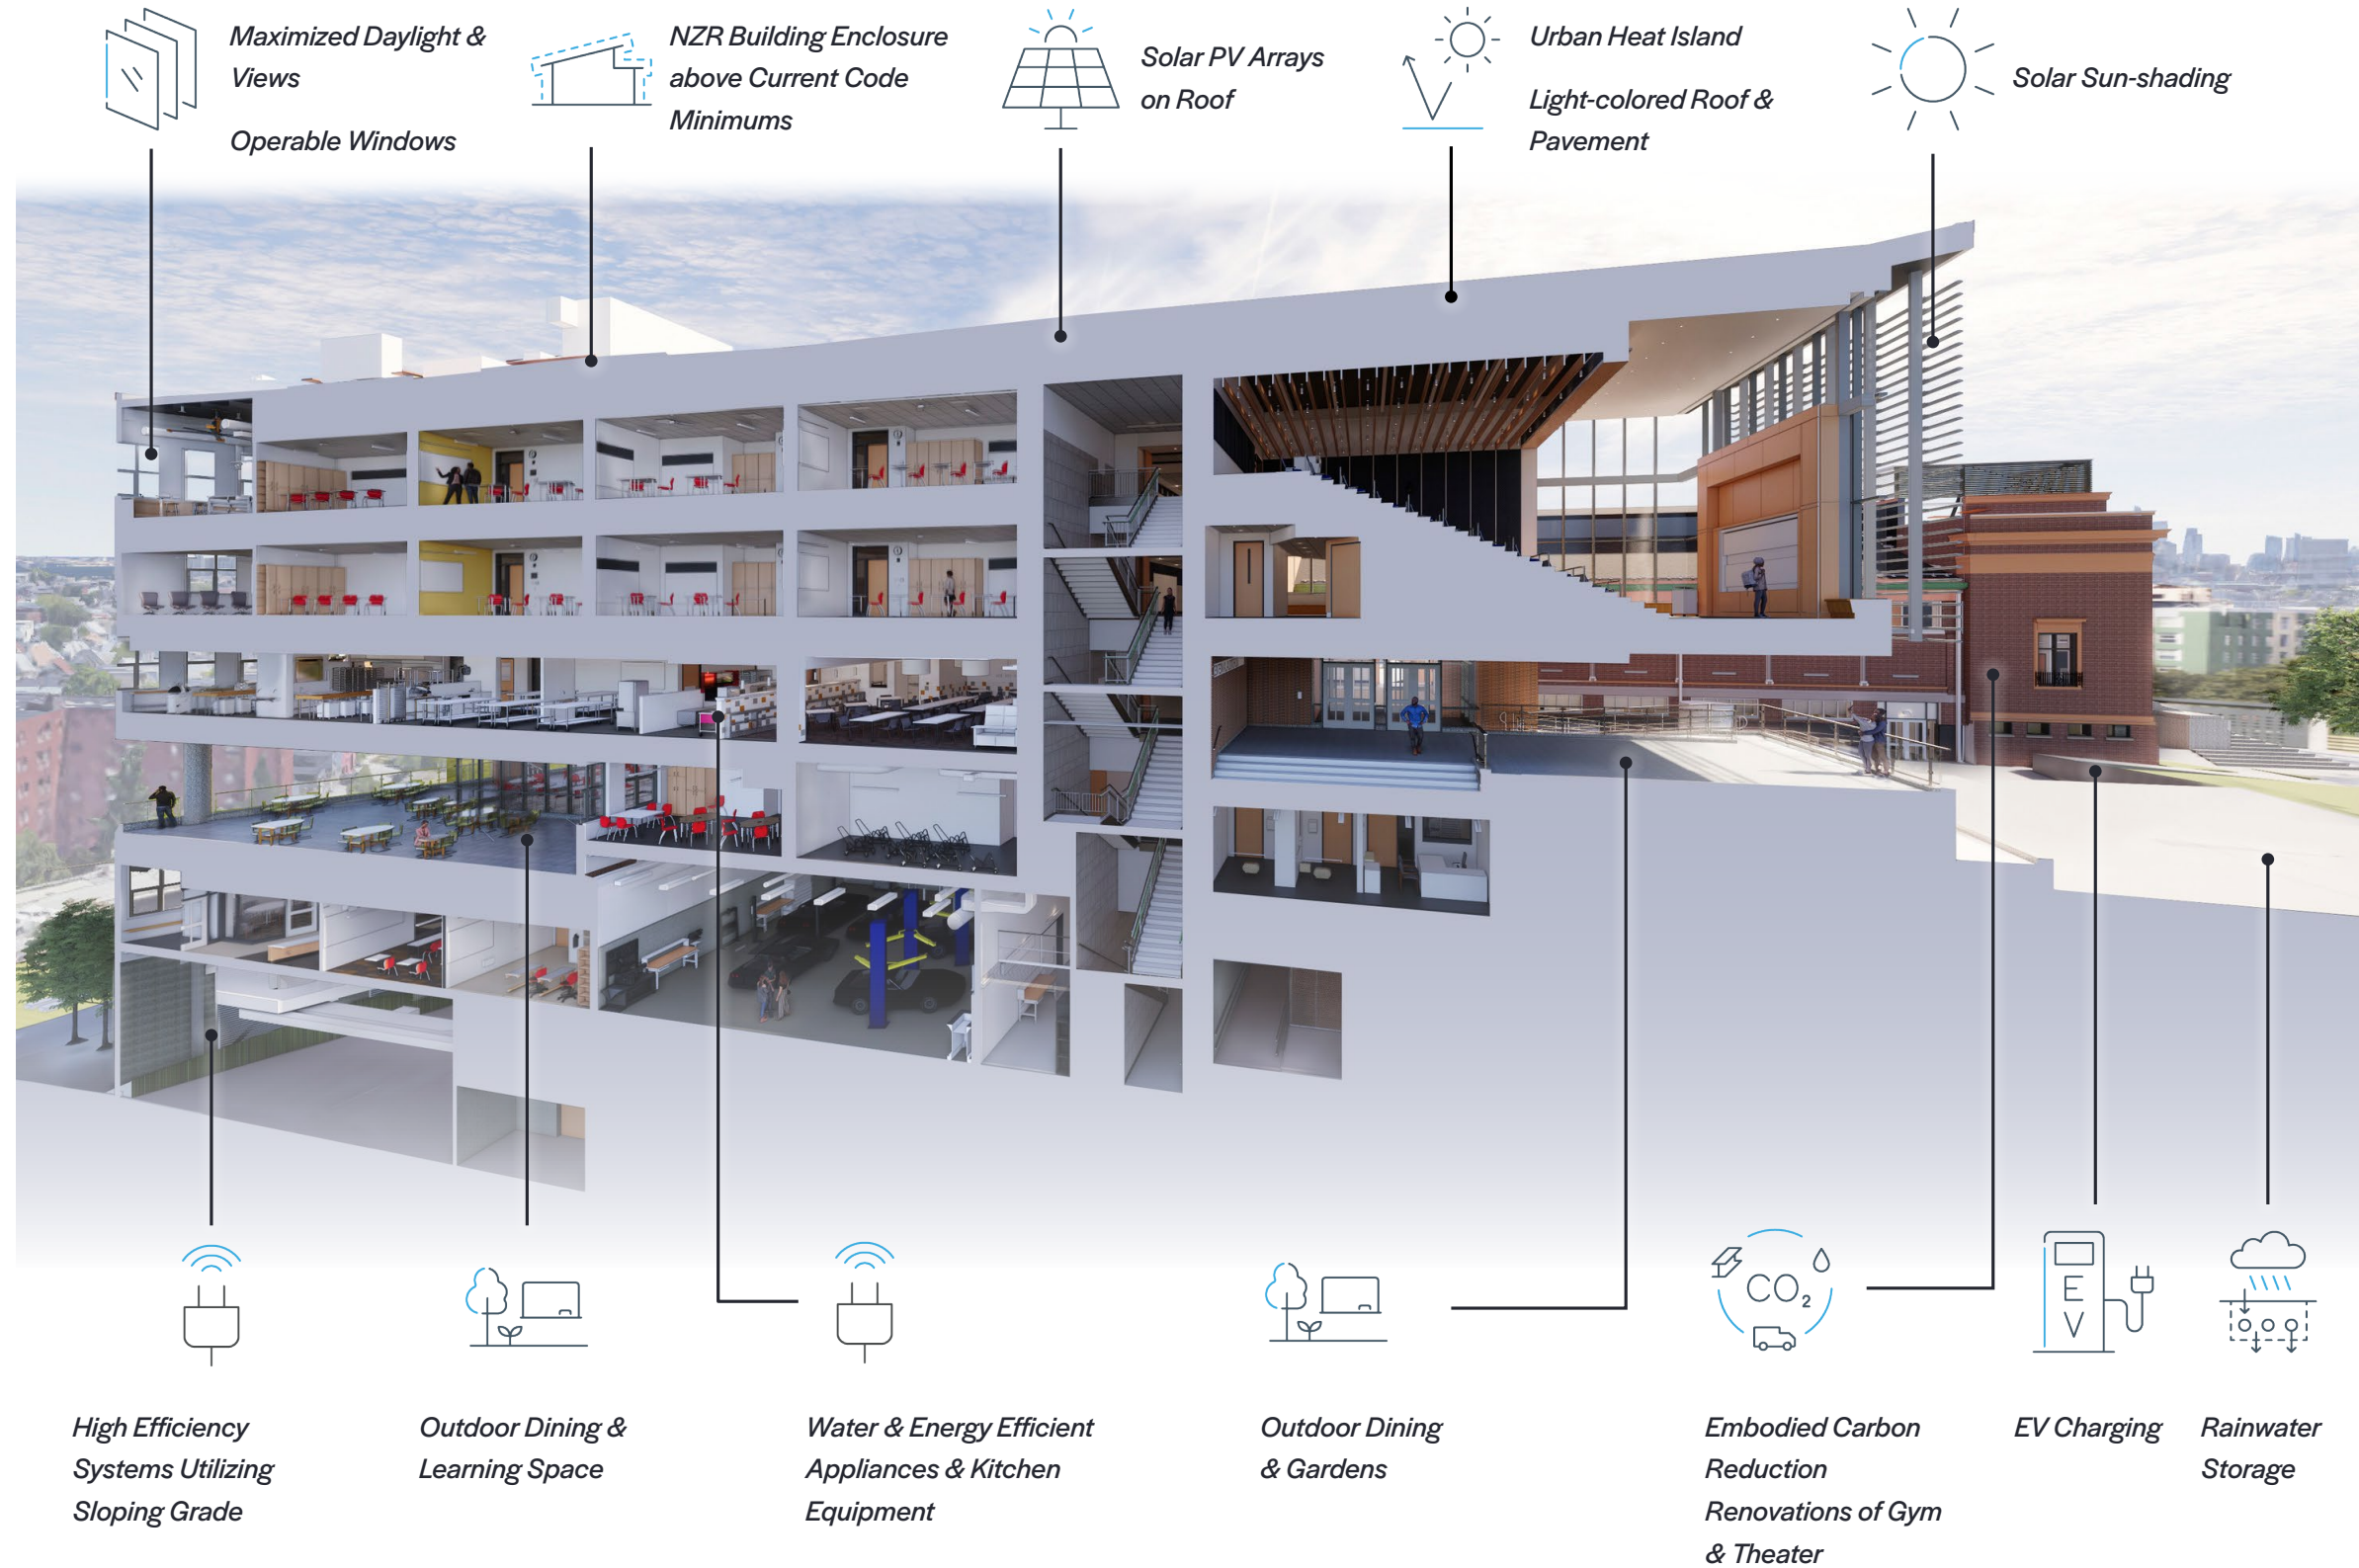 Maximized Daylight &
Views
Operable Windows
NZR Building Enclosure
above Current Code
Minimums
Solar PV Arrays
on Roof
Urban Heat Island
Light-colored Roof &
Pavement
Solar Sun-shading
CO₂
EV
High Efficiency
Systems Utilizing
Sloping Grade
Outdoor Dining &
Learning Space
Water & Energy Efficient
Appliances & Kitchen
Equipment
Outdoor Dining
& Gardens
Embodied Carbon
Reduction
Renovations of Gym
& Theater
EV Charging
Rainwater
Storage